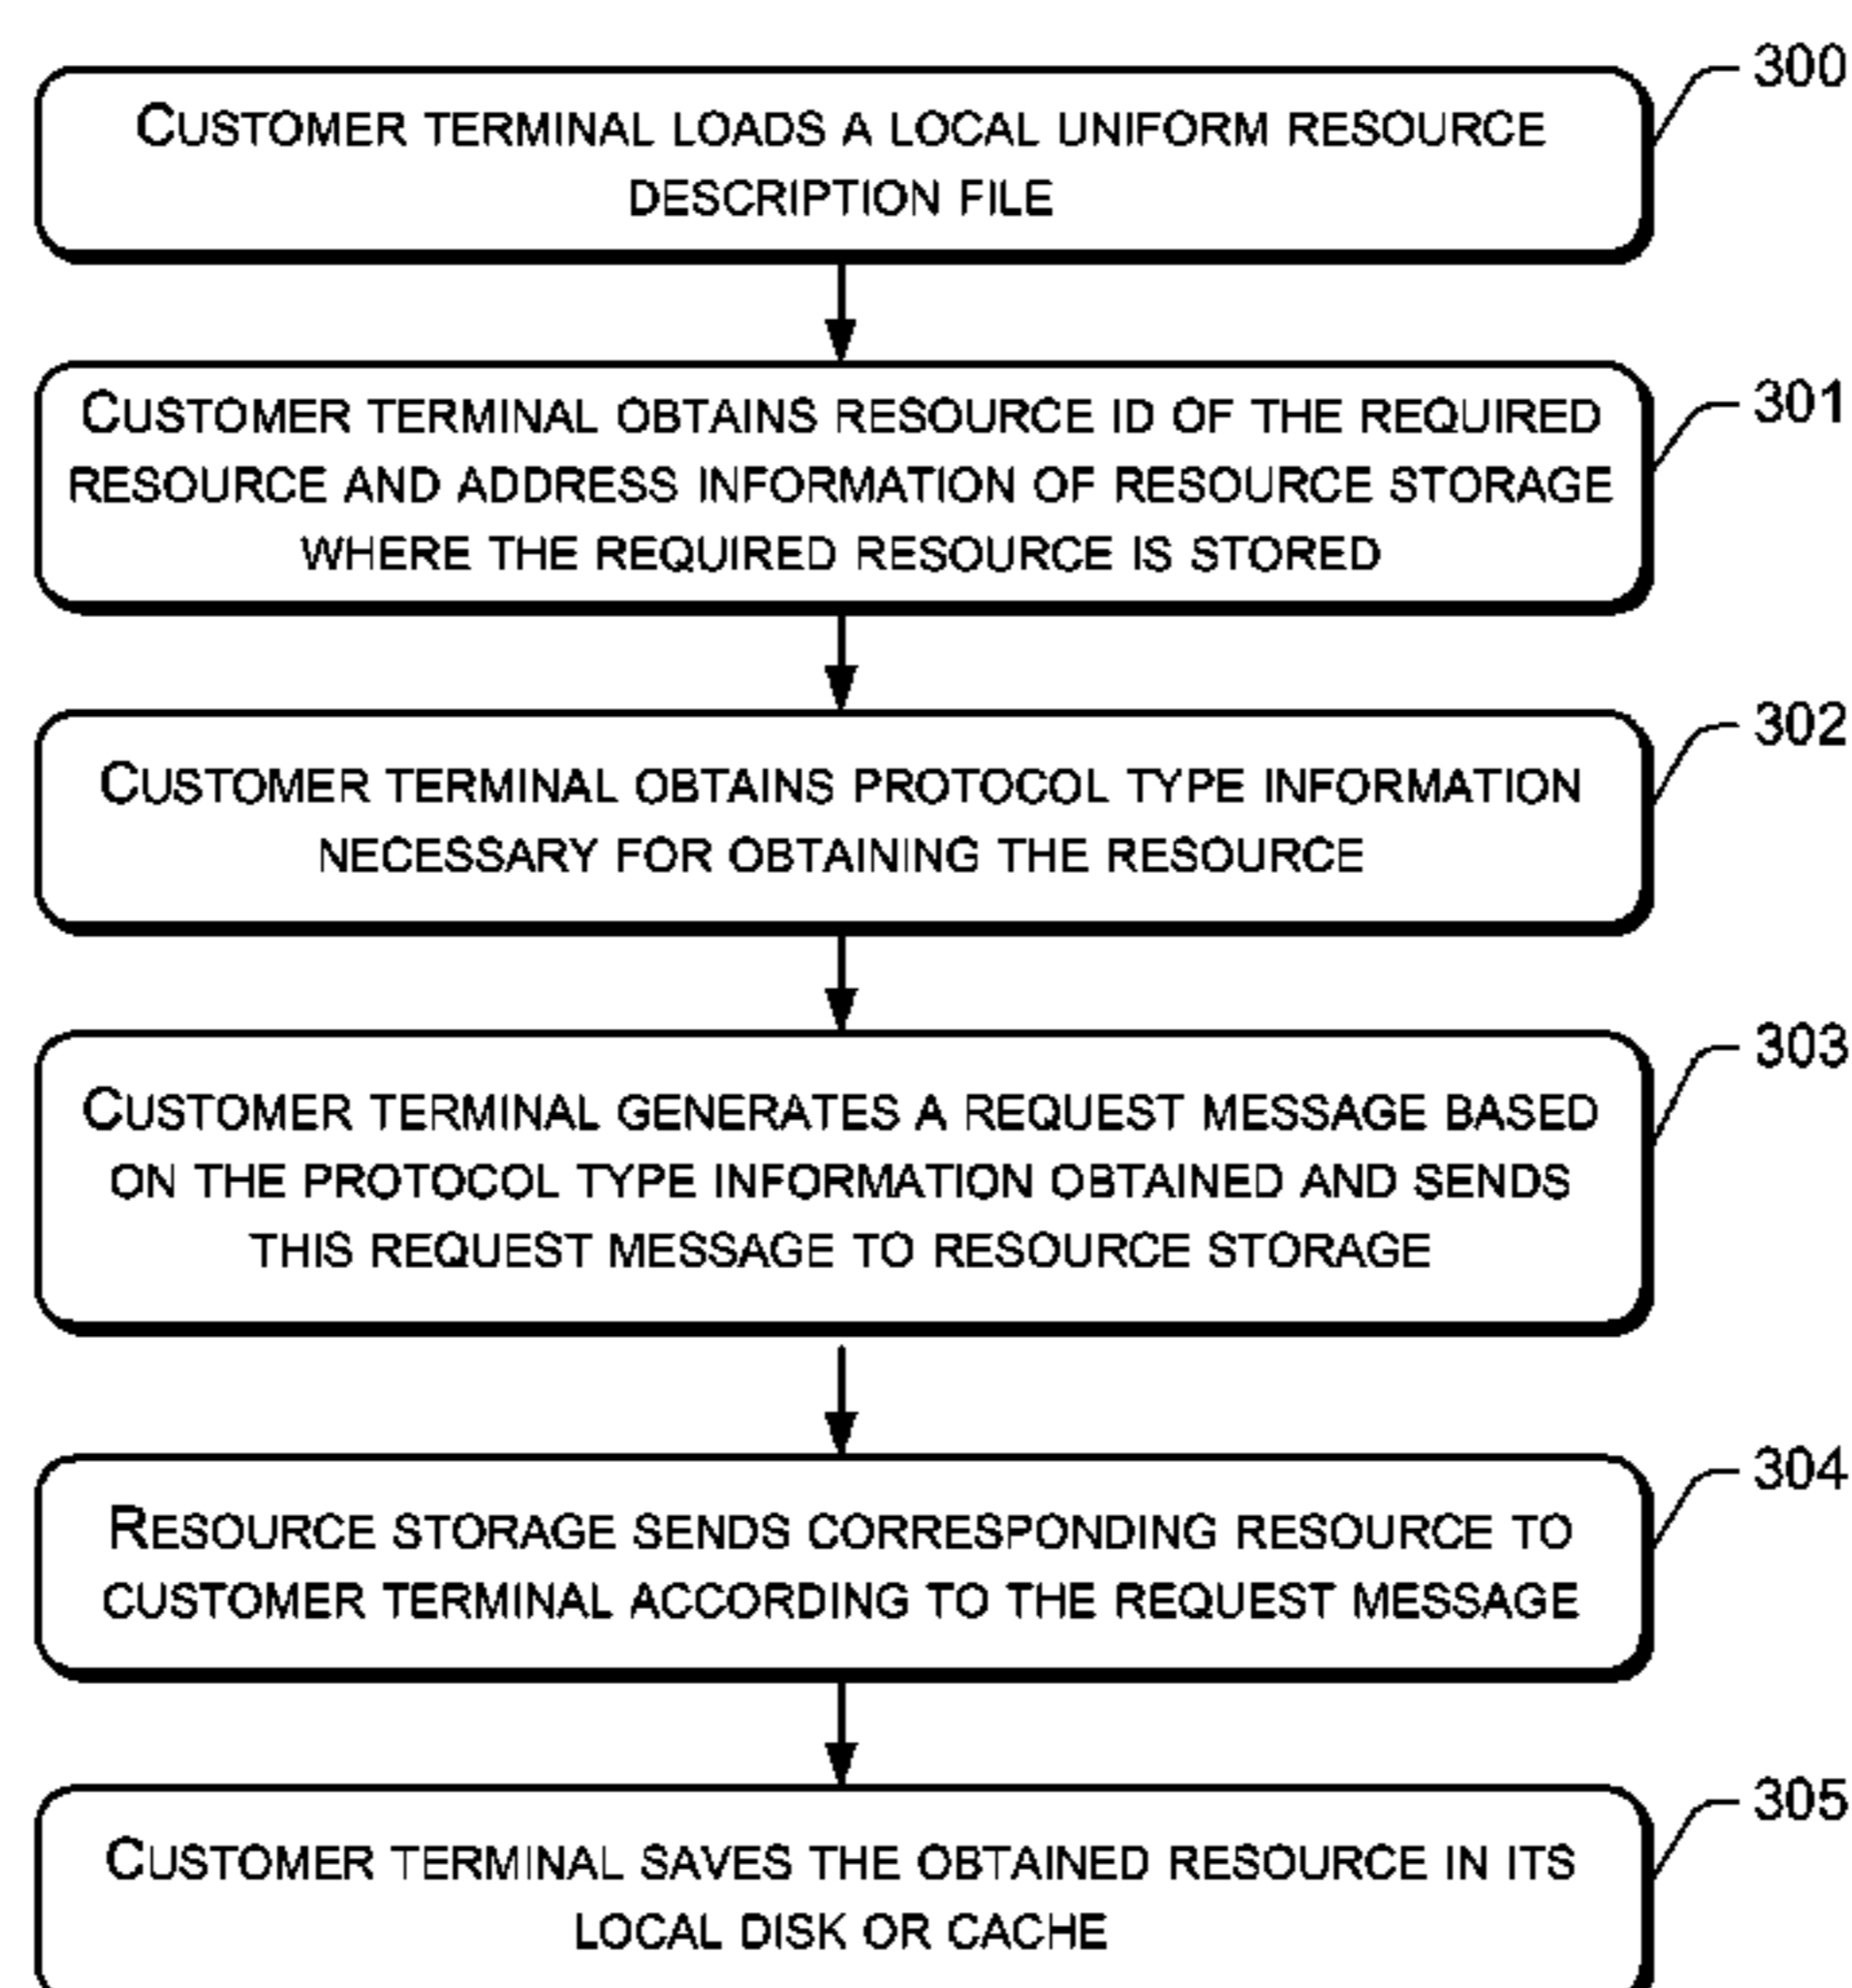 300
CUSTOMER TERMINAL LOADS A LOCAL UNIFORM RESOURCE
DESCRIPTION FILE
301
CUSTOMER TERMINAL OBTAINS RESOURCE ID OF THE REQUIRED
RESOURCE AND ADDRESS INFORMATION OF RESOURCE STORAGE
WHERE THE REQUIRED RESOURCE IS STORED
302
CUSTOMER TERMINAL OBTAINS PROTOCOL TYPE INFORMATION
NECESSARY FOR OBTAINING THE RESOURCE
303
CUSTOMER TERMINAL GENERATES A REQUEST MESSAGE BASED
ON THE PROTOCOL TYPE INFORMATION OBTAINED AND SENDS
THIS REQUEST MESSAGE TO RESOURCE STORAGE
304
RESOURCE STORAGE SENDS CORRESPONDING RESOURCE TO
CUSTOMER TERMINAL ACCORDING TO THE REQUEST MESSAGE
305
CUSTOMER TERMINAL SAVES THE OBTAINED RESOURCE IN ITS
LOCAL DISK OR CACHE